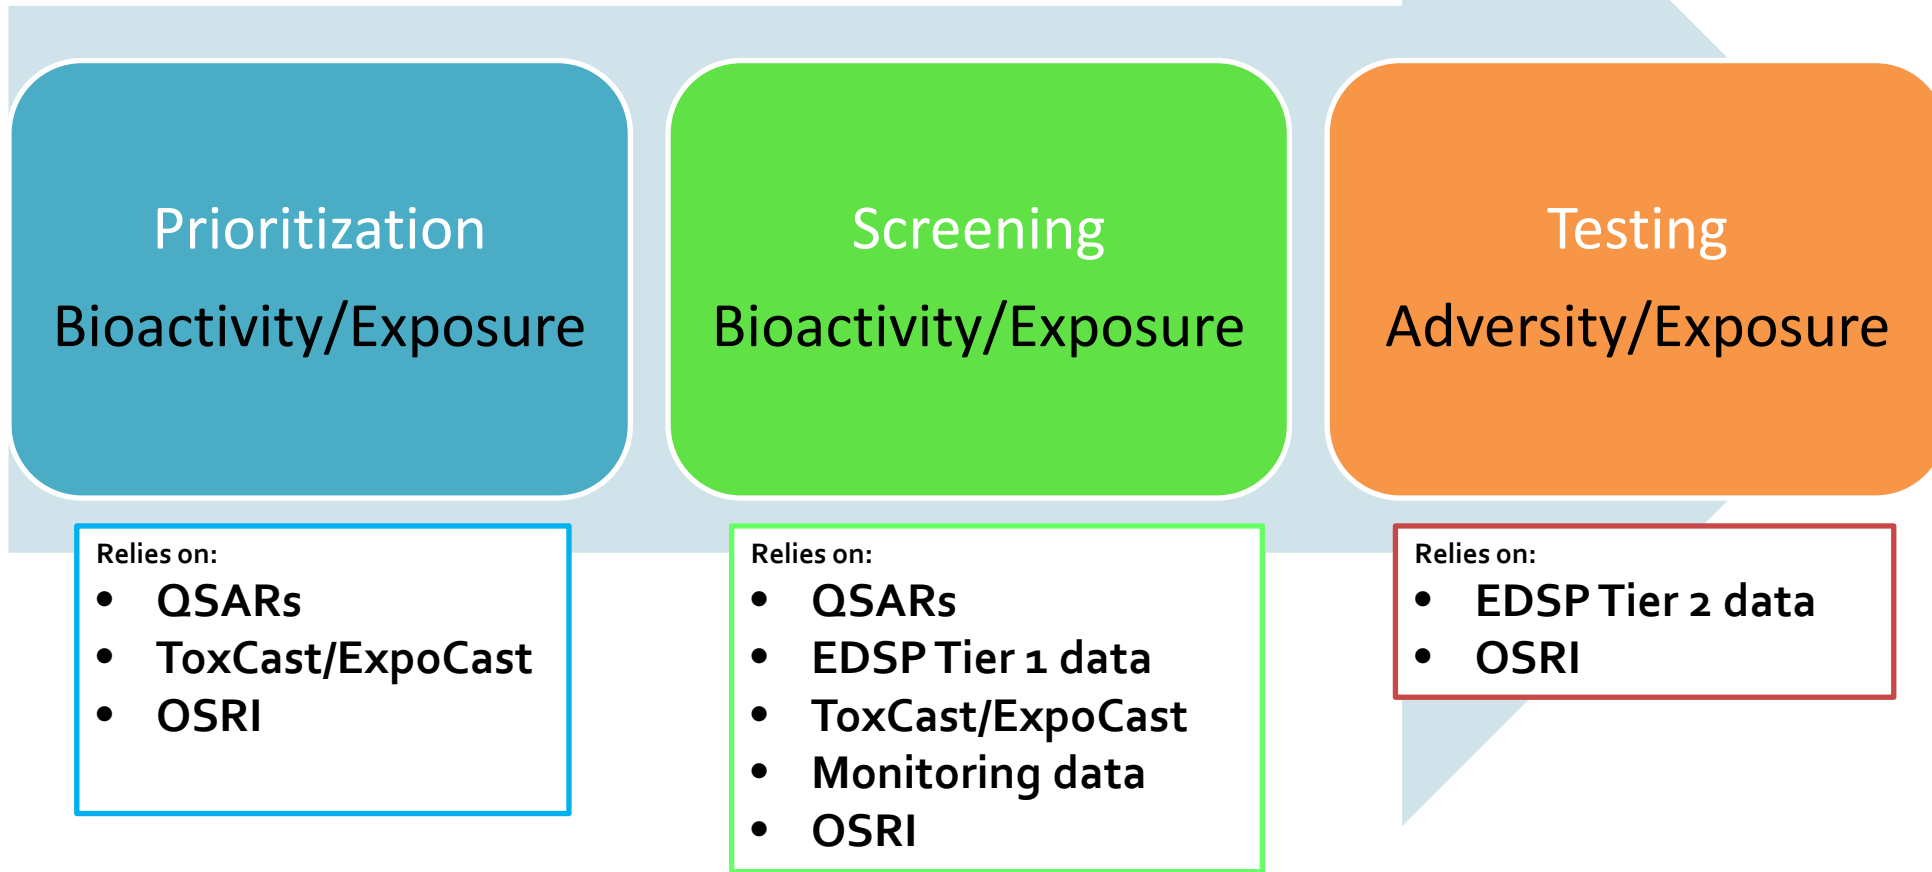 Prioritization
Bioactivity/Exposure
Screening
Bioactivity/Exposure
Testing
Adversity/Exposure
Relies on:
• QSARs
• ToxCast/ExpoCast
• OSRI
Relies on:
• QSARs
• EDSP Tier 1 data
• ToxCast/ExpoCast
• Monitoring data
• OSRI
Relies on:
• EDSP Tier 2 data
• OSRI